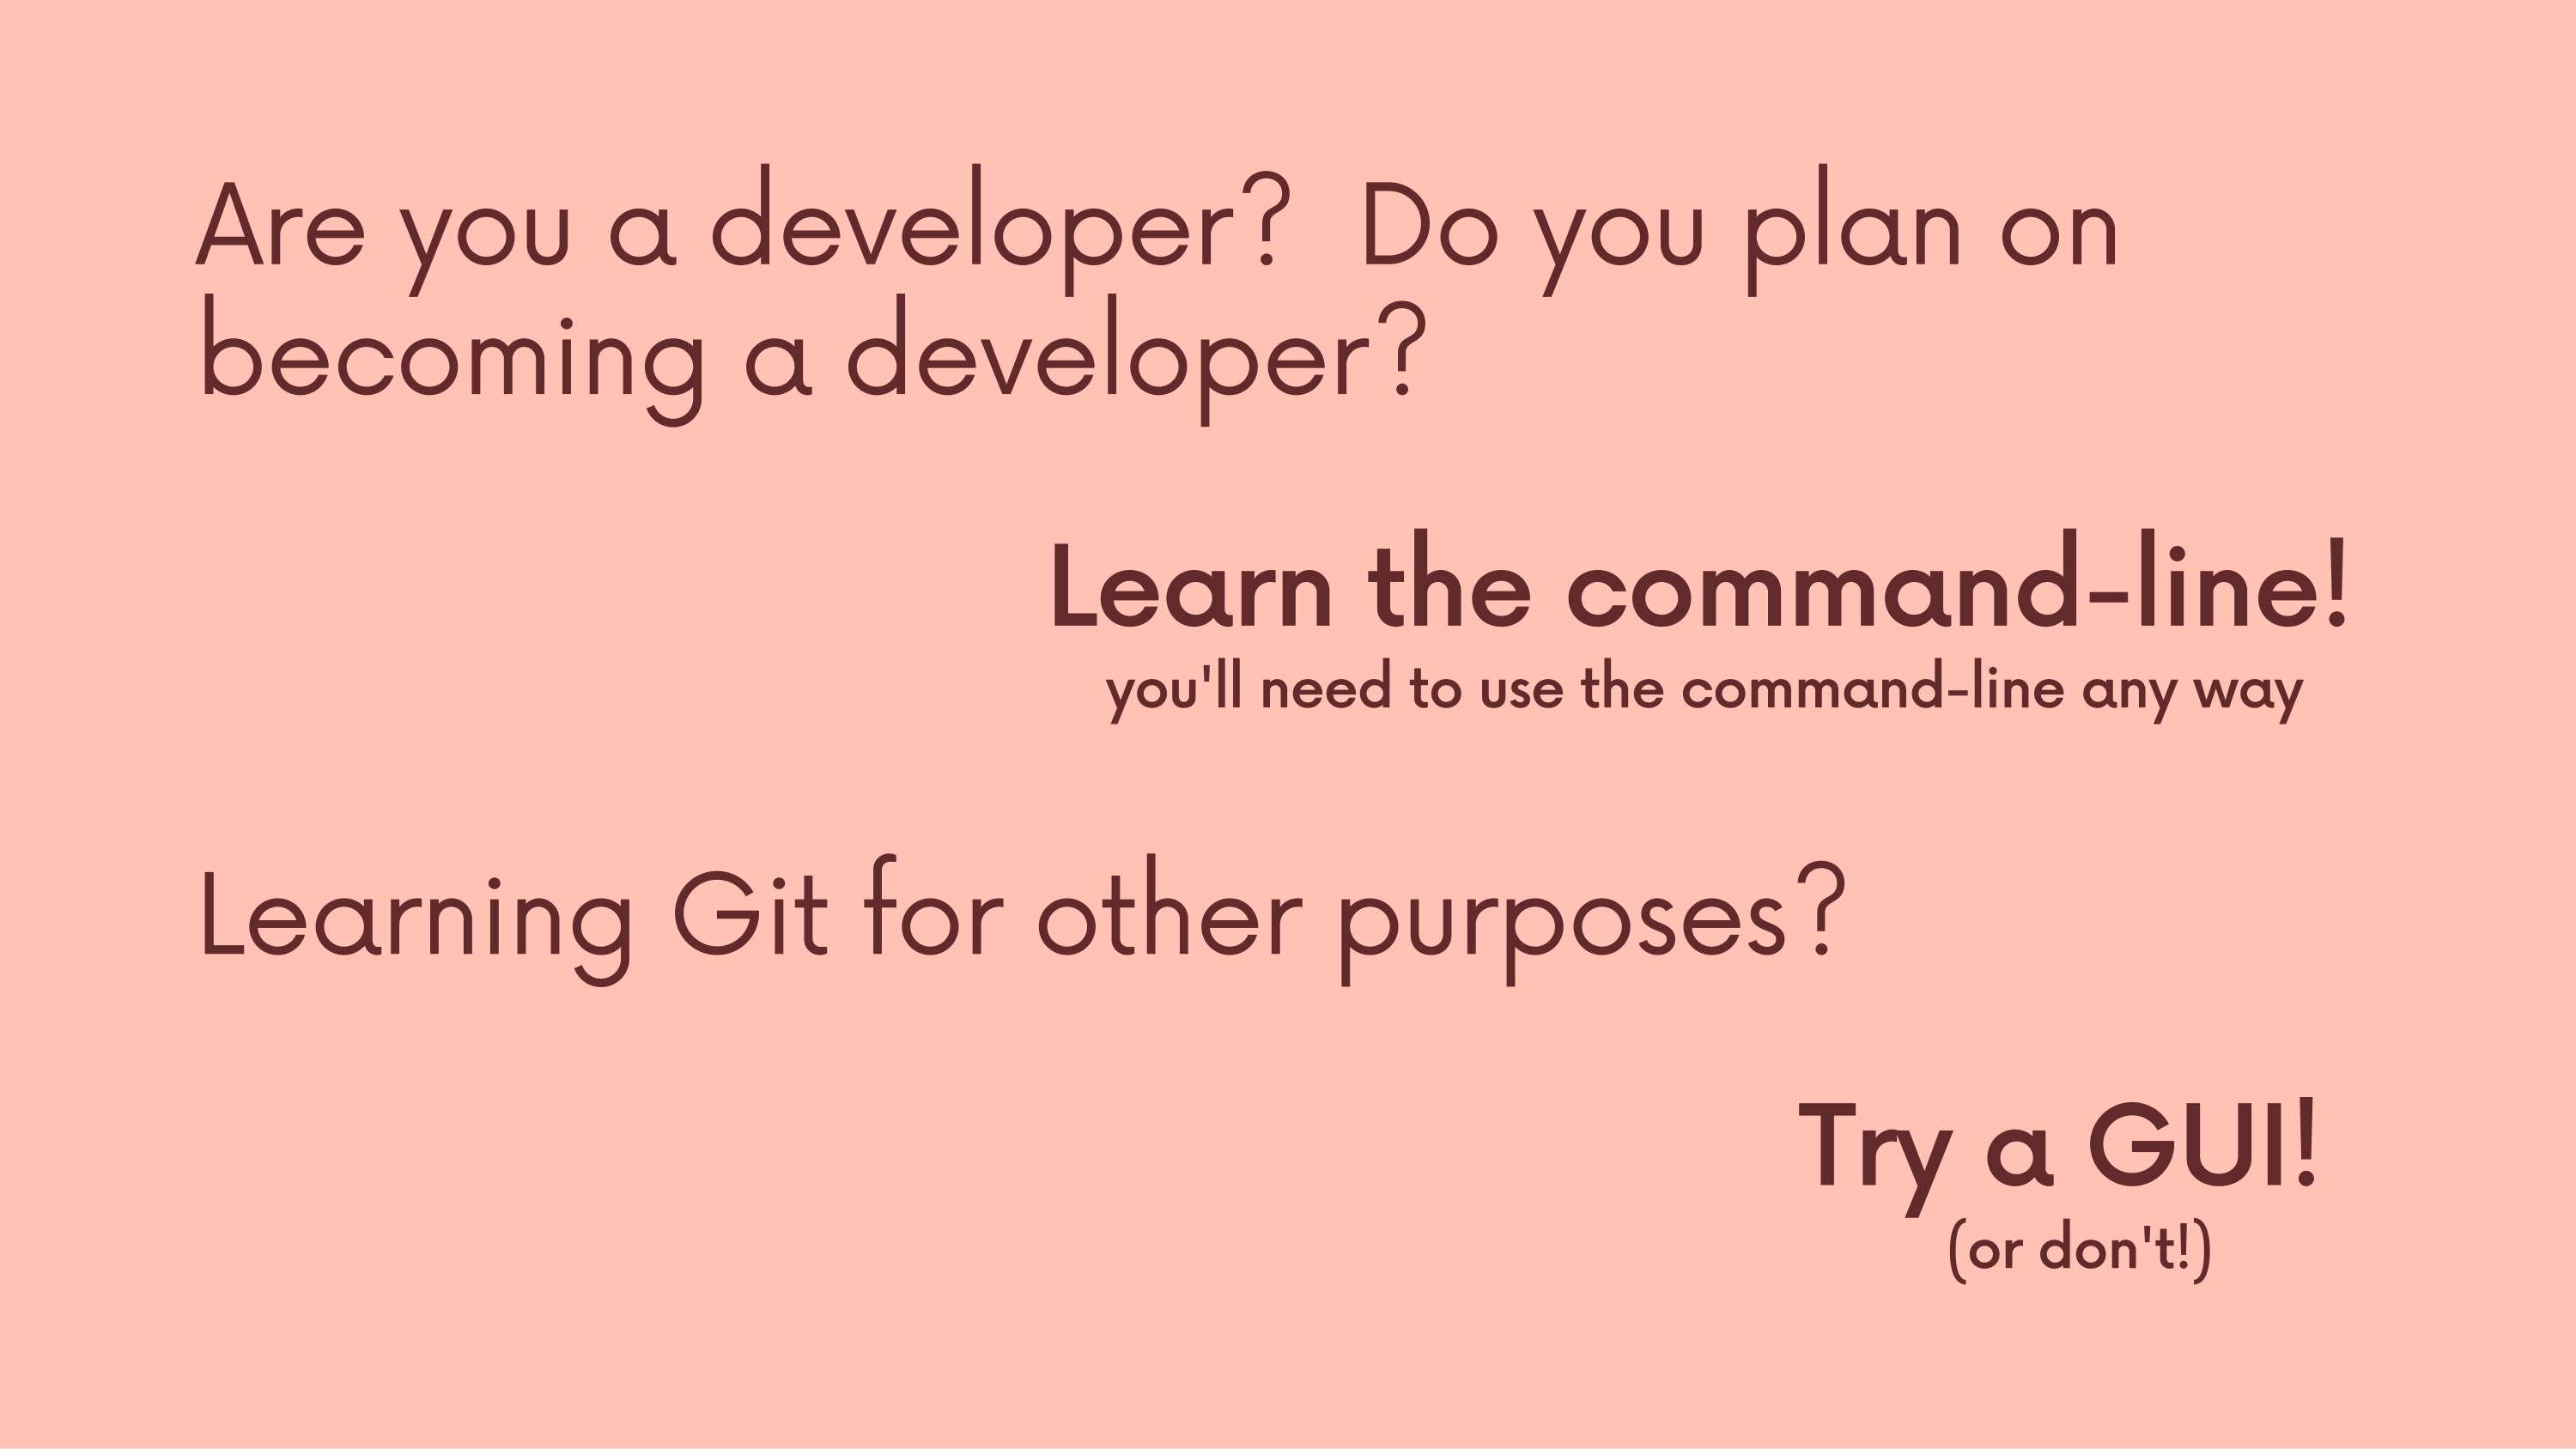 Are you a developer? Do you plan on
becoming a developer?
Learn the command-line!
you'll need to use the command-line any way
Learning Git for other purposes?
Try a GUI!
(or don't!)